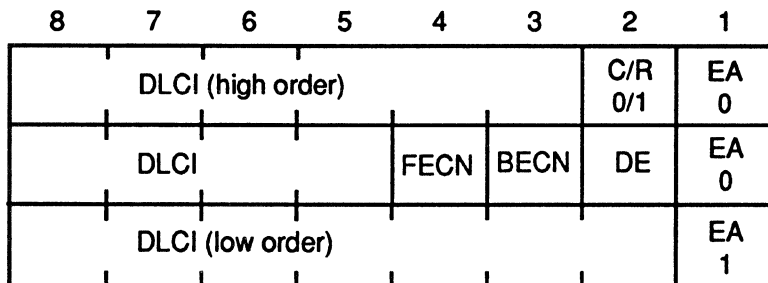 8 7 6 5 4 3 2 1
DLCI (high order) C/R 0/1 EA 0
DLCI FECN BECN DE EA 0
DLCI (low order) EA 1